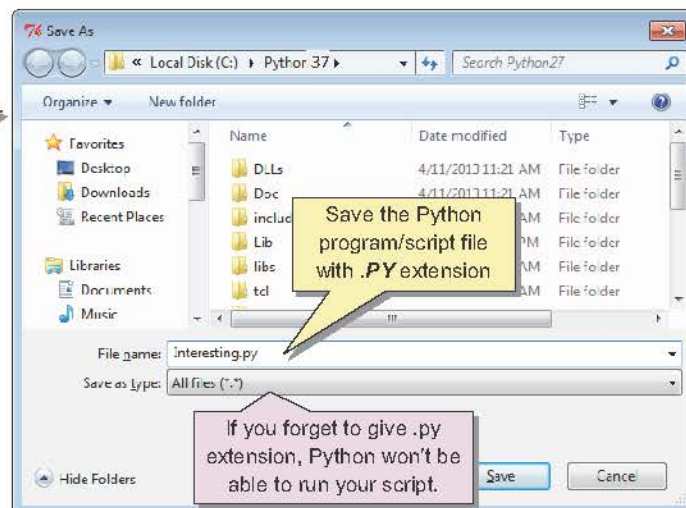 Save As
« Local Disk (C:) ▸ Python 37 ▸
Search Python27
Organize ▾ New folder
Favorites
Desktop
Downloads
Recent Places
Libraries
Documents
Music
Name Date modified Type
DLLs 4/11/2013 11:21 AM File folder
Doc 4/11/2013 11:21 AM File folder
includ AM File folder
Lib PM File folder
libs AM File folder
tcl AM File folder
Save the Python
program/script file
with .PY extension
File name: Interesting.py
Save as type: All files (*.*)
If you forget to give .py
extension, Python won't be
able to run your script.
Hide Folders
Save
Cancel